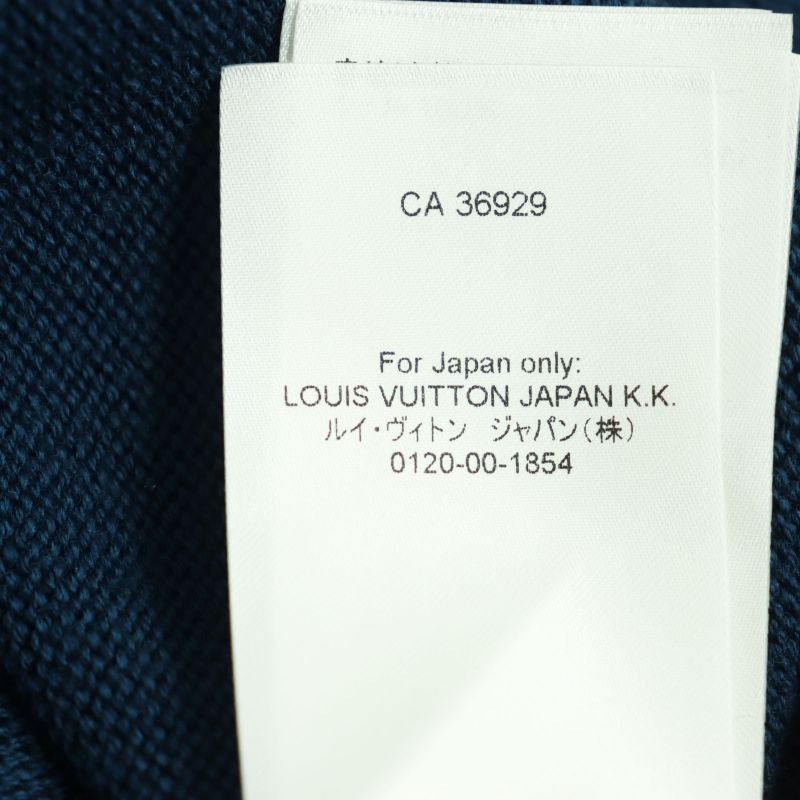 CA 36929
For Japan only:
LOUIS VUITTON JAPAN K.K.
ルイ・ヴィトン　ジャパン(株)
0120-00-1854